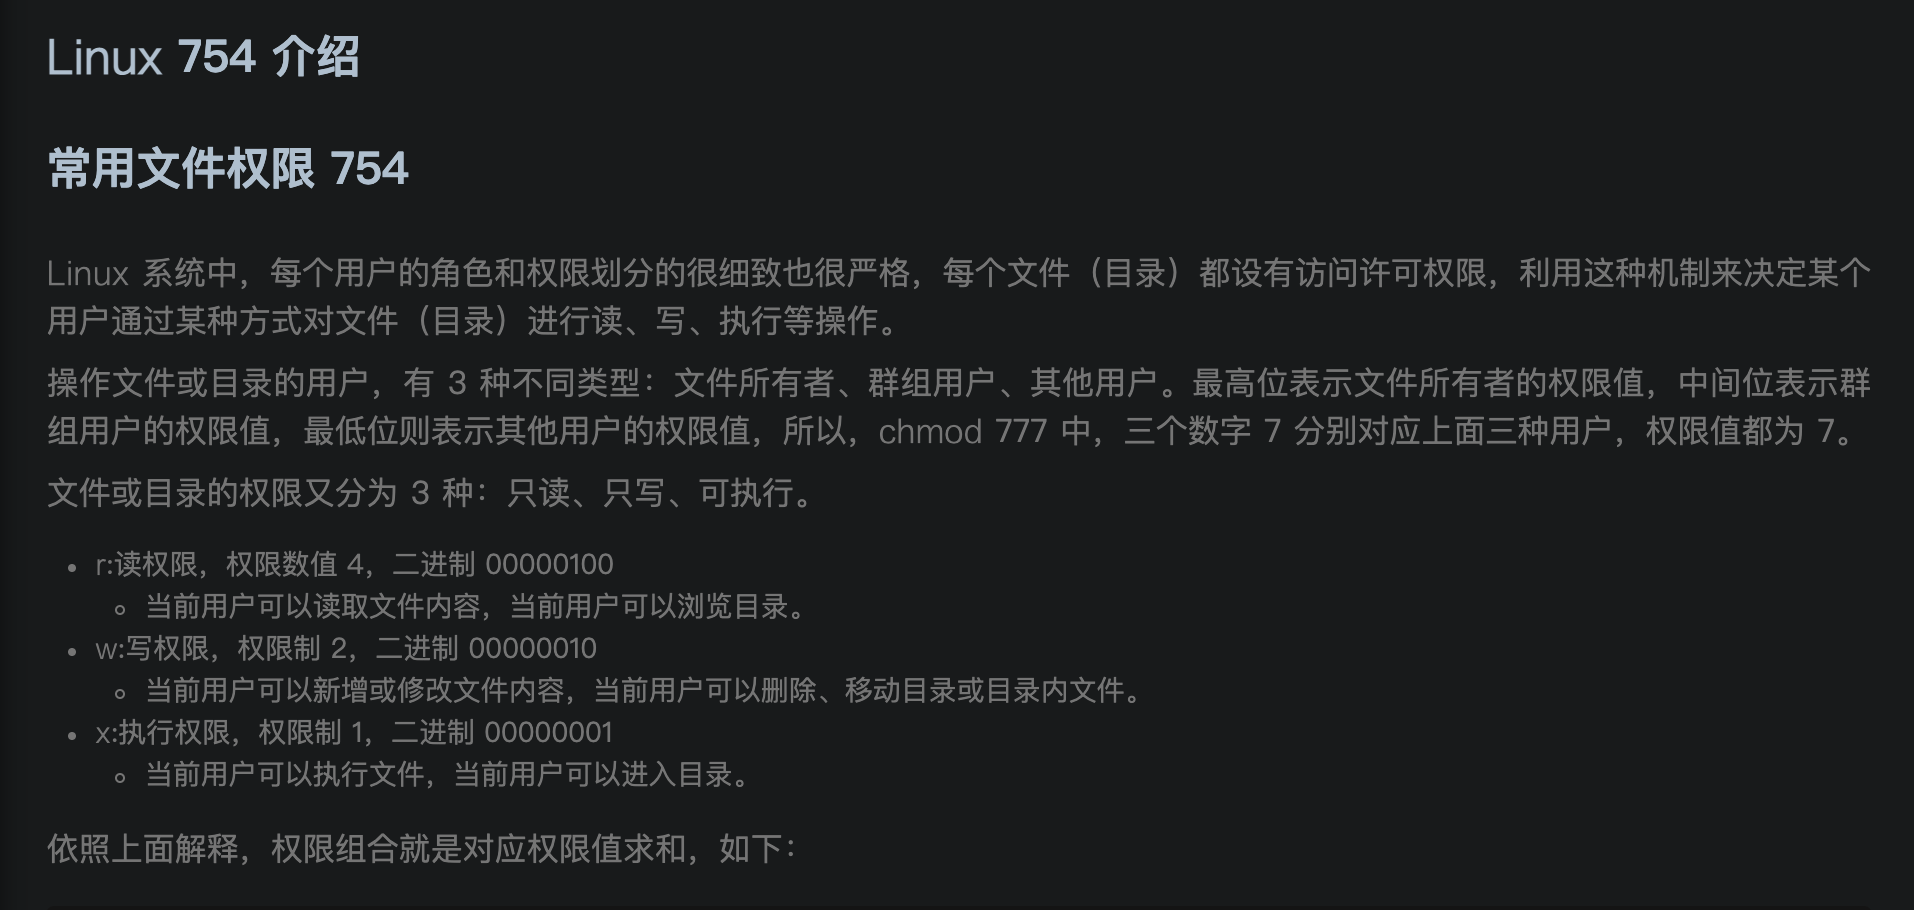 Linux 754 介绍
常用文件权限 754
Linux 系统中，每个用户的角色和权限划分的很细致也很严格，每个文件（目录）都设有访问许可权限，利用这种机制来决定某个
用户通过某种方式对文件（目录）进行读、写、执行等操作。
操作文件或目录的用户，有 3 种不同类型：文件所有者、群组用户、其他用户。最高位表示文件所有者的权限值，中间位表示群
组用户的权限值，最低位则表示其他用户的权限值，所以，chmod 777 中，三个数字 7 分别对应上面三种用户，权限值都为 7。
文件或目录的权限又分为 3 种：只读、只写、可执行。
• r:读权限，权限数值 4，二进制 00000100
◦ 当前用户可以读取文件内容，当前用户可以浏览目录。
• w:写权限，权限制 2，二进制 00000010
◦ 当前用户可以新增或修改文件内容，当前用户可以删除、移动目录或目录内文件。
• x:执行权限，权限制 1，二进制 00000001
◦ 当前用户可以执行文件，当前用户可以进入目录。
依照上面解释，权限组合就是对应权限值求和，如下：